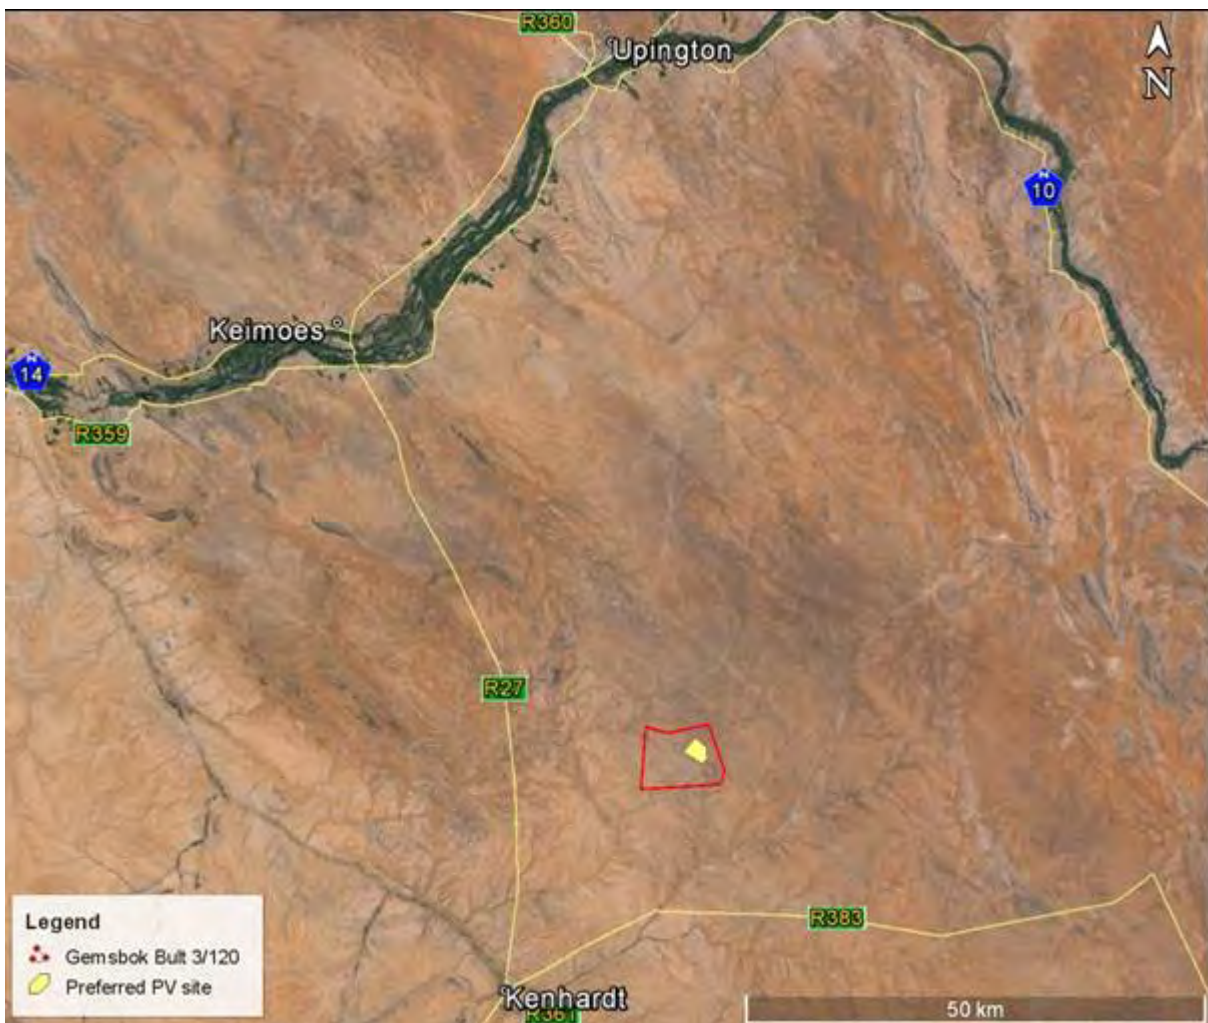 R360
Upington
N
N
10
Keimoes
N
14
R359
R27
R383
Legend
Gemsbok Bult 3/120
Preferred PV site
Kenhardt
R361
50 km